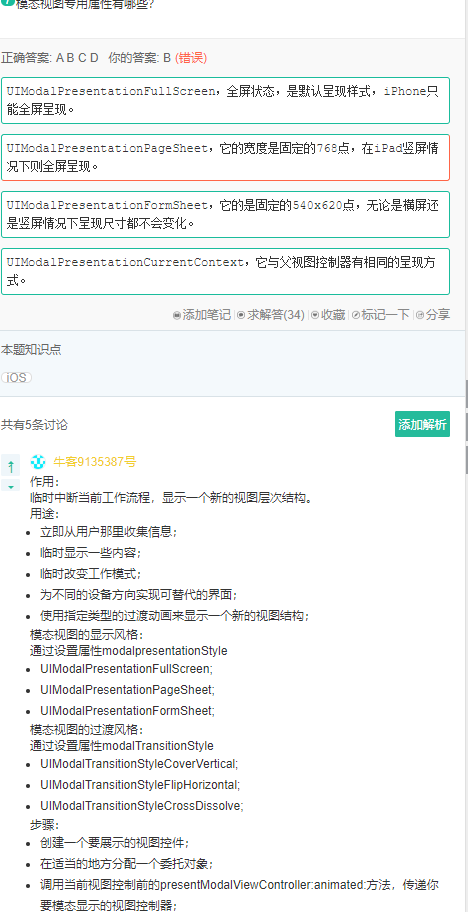 模态视图专用属性有哪些?
正确答案: A B C D 你的答案: B (错误)
UIModalPresentationFullScreen，全屏状态，是默认呈现样式，iPhone只
能全屏呈现。
UIModalPresentationPageSheet，它的宽度是固定的768点，在iPad竖屏情
况下则全屏呈现。
UIModalPresentationFormSheet，它的是固定的540x620点，无论是横屏还
是竖屏情况下呈现尺寸都不会变化。
UIModalPresentationCurrentContext，它与父视图控制器有相同的呈现方
式。
添加笔记 求解答(34) 收藏 标记一下 分享
本题知识点
iOS
共有5条讨论 添加解析
牛客9135387号
作用：
临时中断当前工作流程，显示一个新的视图层次结构。
用途：
立即从用户那里收集信息；
临时显示一些内容；
临时改变工作模式；
为不同的设备方向实现可替代的界面；
使用指定类型的过渡动画来显示一个新的视图结构；
模态视图的显示风格：
通过设置属性modalpresentationStyle
UIModalPresentationFullScreen;
UIModalPresentationPageSheet;
UIModalPresentationFormSheet;
模态视图的过渡风格：
通过设置属性modalTransitionStyle
UIModalTransitionStyleCoverVertical;
UIModalTransitionStyleFlipHorizontal;
UIModalTransitionStyleCrossDissolve;
步骤：
创建一个要展示的视图控件；
在适当的地方分配一个委托对象；
调用当前视图控制前的presentModalViewController:animated:方法，传递你
要模态显示的视图控制器；